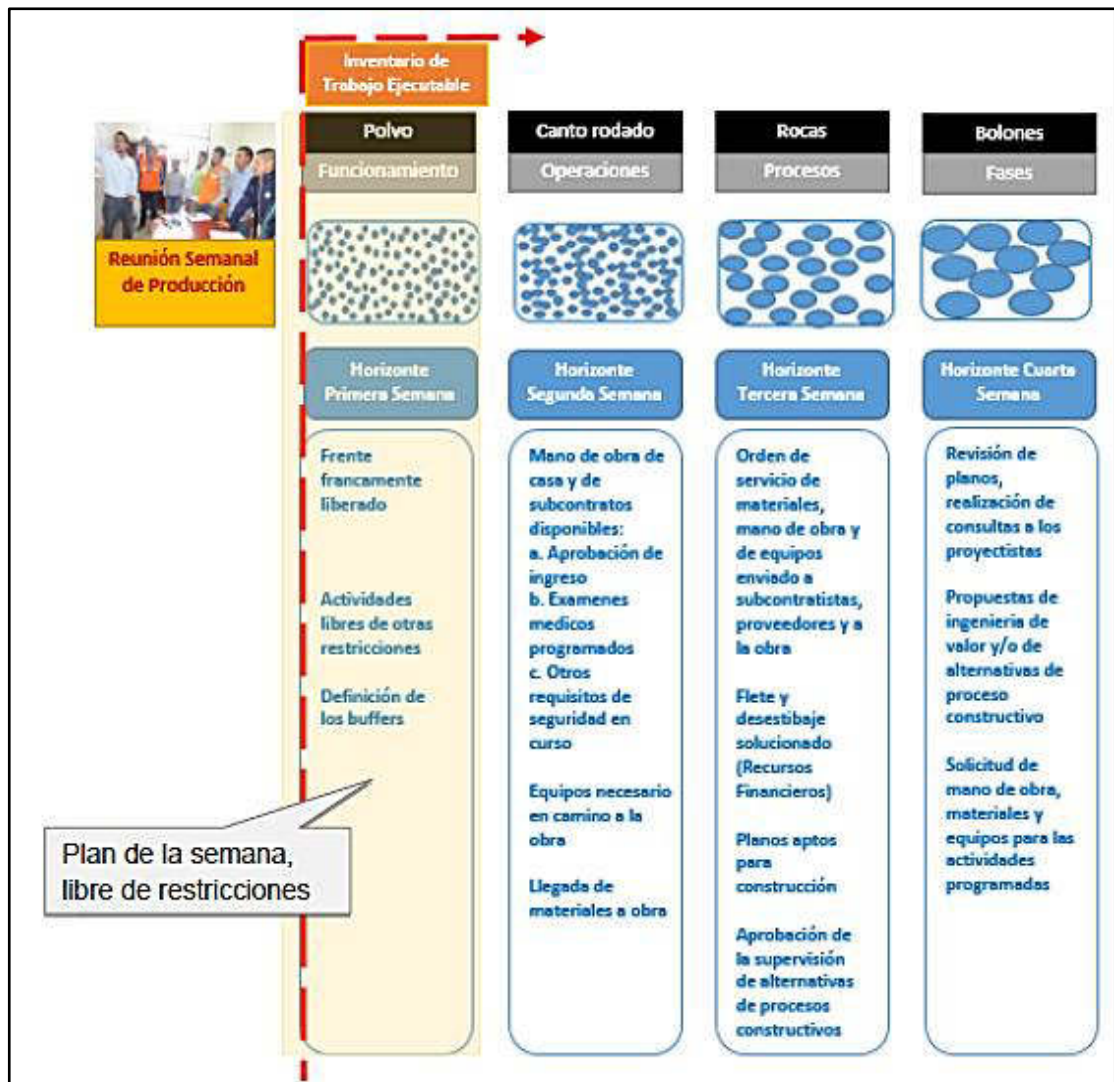 Inventario de
Trabajo Ejecutable
Polvo
Funcionamiento
Canto rodado
Operaciones
Rocas
Procesos
Bolones
Fases
Reunión Semanal
de Producción
Horizonte
Primera Semana
Horizonte
Segunda Semana
Horizonte
Tercera Semana
Horizonte Cuarta
Semana
Frente
francamente
liberado
Actividades
libres de otras
restricciones
Definición de
los buffers
Plan de la semana,
libre de restricciones
Mano de obra de
casa y de
subcontratos
disponibles:
a. Aprobación de
ingreso
b. Examenes
medicos
programados
c. Otros
requisitos de
seguridad en
curso
Equipos necesario
en camino a la
obra
Llegada de
materiales a obra
Orden de
servicio de
materiales,
mano de obra y
de equipos
enviado a
subcontratistas,
proveedores y a
la obra
Flete y
desestibaje
solucionado
(Recursos
Financieros)
Planos aptos
para
construcción
Aprobación de
la supervisión
de alternativas
de procesos
constructivos
Revisión de
planos,
realización de
consultas a los
proyectistas
Propuestas de
ingenieria de
valor y/o de
alternativas de
proceso
constructivo
Solicitud de
mano de obra,
materiales y
equipos para las
actividades
programadas